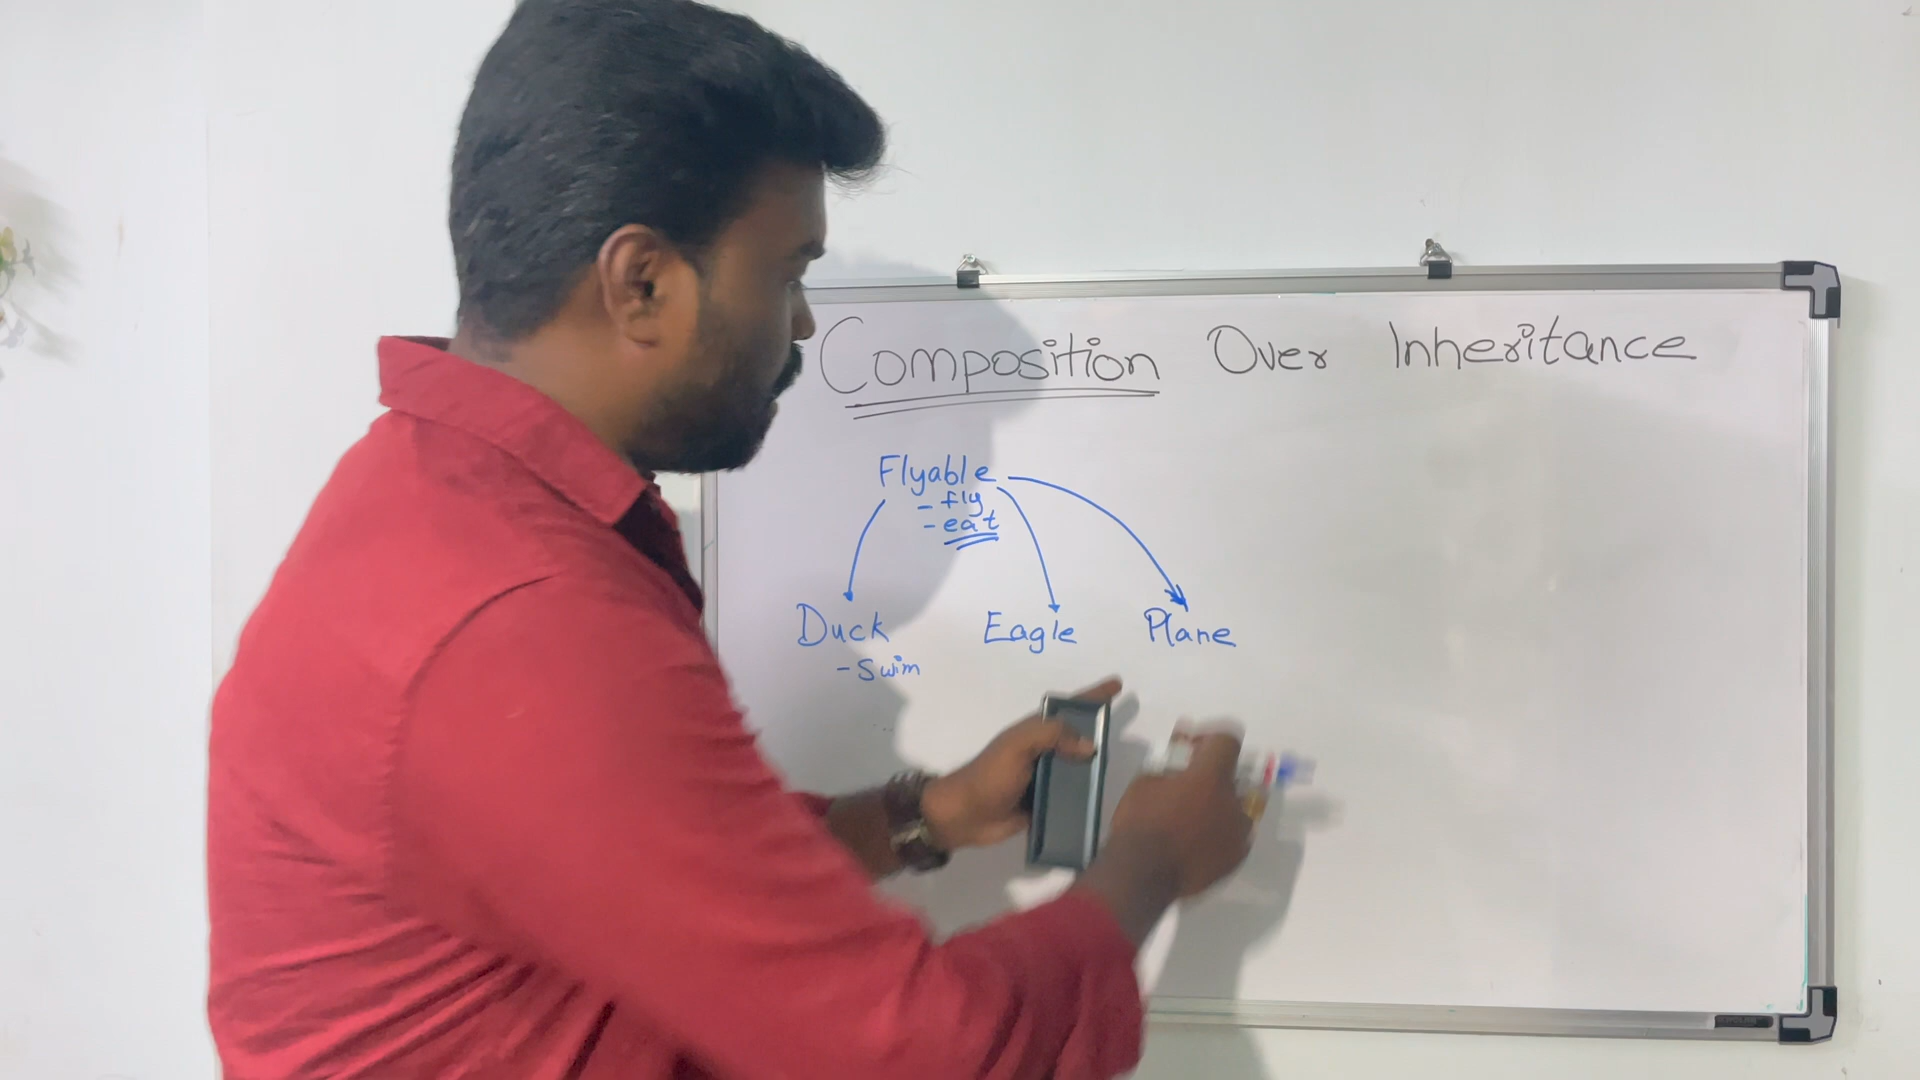 Composition Over Inheritance
Flyable
- fly
- eat
Duck Eagle Plane
- Swim